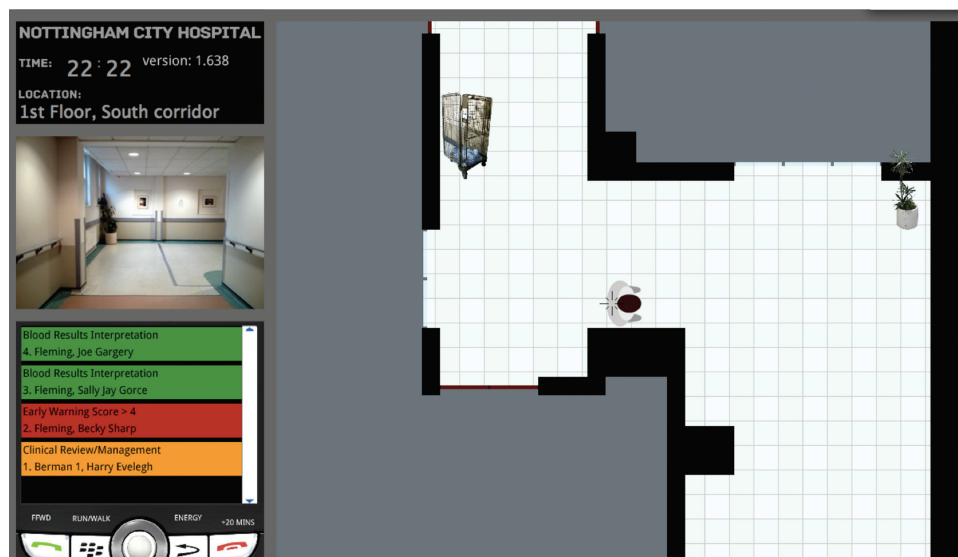 NOTTINGHAM CITY HOSPITAL
TIME: 22:22 version: 1.638
LOCATION:
1st Floor, South corridor
Blood Results Interpretation
4. Fleming, Joe Gargery
Blood Results Interpretation
3. Fleming, Sally Jay Gorce
Early Warning Score > 4
2. Fleming, Becky Sharp
Clinical Review/Management
1. Berman 1, Harry Evelegh
FFWD RUN/WALK ENERGY +20 MINS